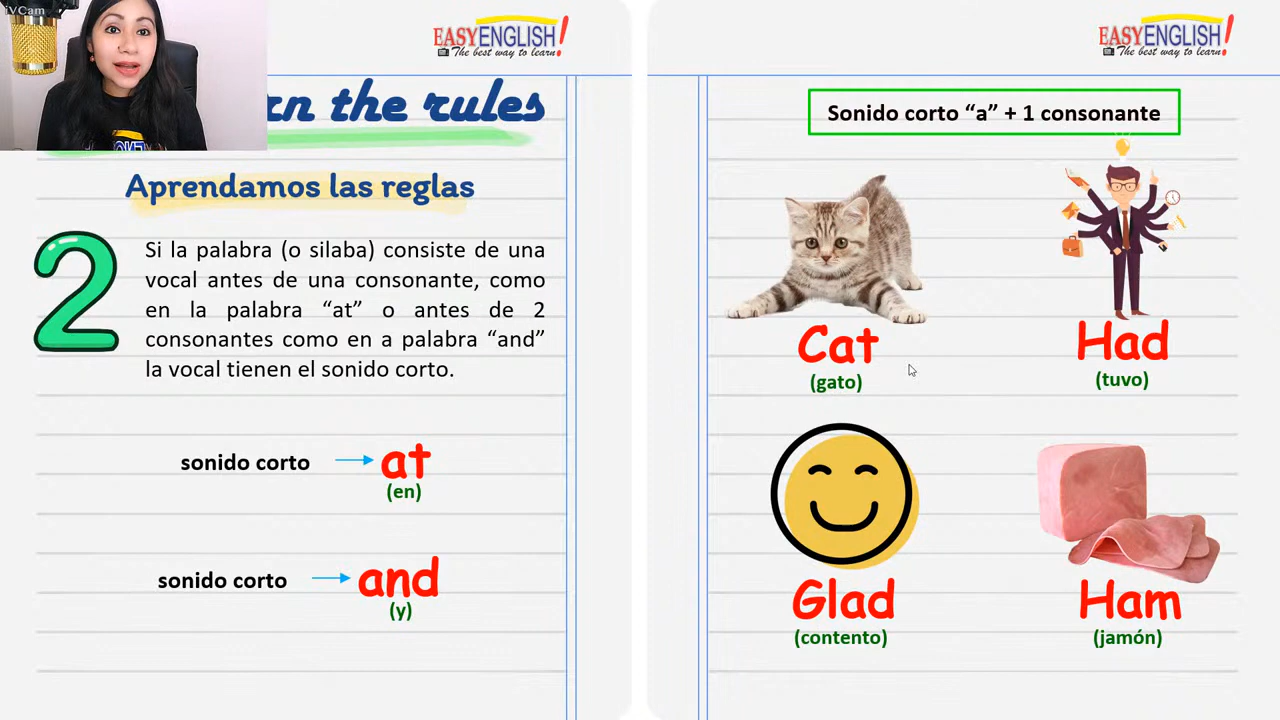 iVCam
EASYENGLISH!
The best way to learn!
rn the rules
Aprendamos las reglas
2
Si la palabra (o silaba) consiste de una
vocal antes de una consonante, como
en la palabra “at” o antes de 2
consonantes como en a palabra “and”
la vocal tienen el sonido corto.
sonido corto
at
(en)
sonido corto
and
(y)
EASYENGLISH!
The best way to learn!
Sonido corto “a” + 1 consonante
Cat
(gato)
Had
(tuvo)
Glad
(contento)
Ham
(jamón)